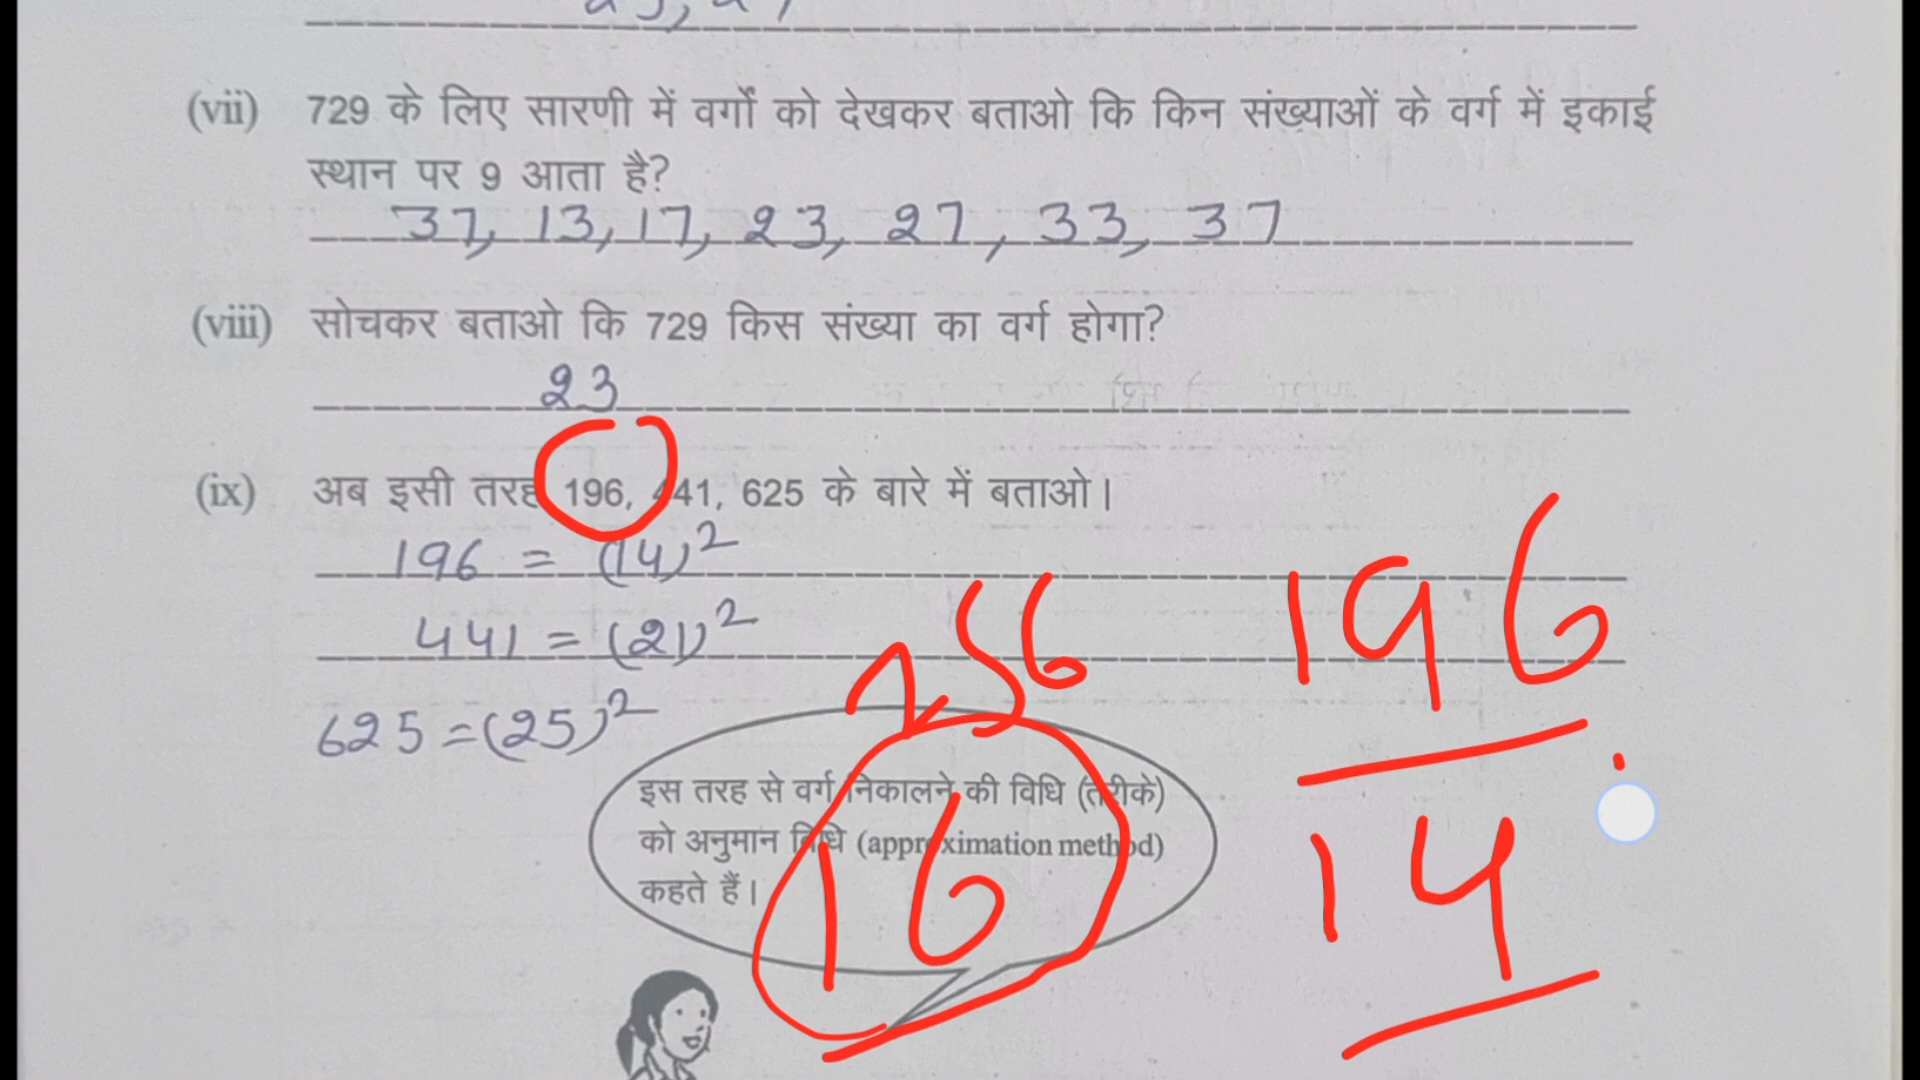 (vii) 729 के लिए सारणी में वर्गों को देखकर बताओ कि किन संख्याओं के वर्ग में इकाई
स्थान पर 9 आता है?
37, 13, 17, 23, 27, 33, 37
(viii) सोचकर बताओ कि 729 किस संख्या का वर्ग होगा?
23
(ix) अब इसी तरह 196, 441, 625 के बारे में बताओ।
196 = (14)²
441 = (21)²
625 = (25)²
256
16
196
14
इस तरह से वर्ग निकालने की विधि (तरीके)
को अनुमान विधि (approximation method)
कहते हैं।